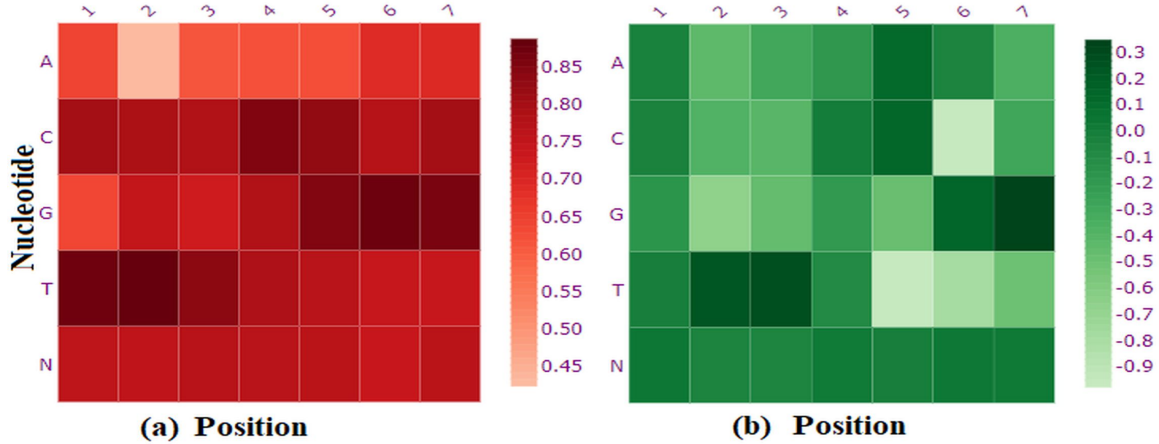 1 2 3 4 5 6 7
A
C
G
T
N
Nucleotide
0.85
0.80
0.75
0.70
0.65
0.60
0.55
0.50
0.45
(a) Position
1 2 3 4 5 6 7
A
C
G
T
N
0.3
0.2
0.1
0.0
-0.1
-0.2
-0.3
-0.4
-0.5
-0.6
-0.7
-0.8
-0.9
(b) Position